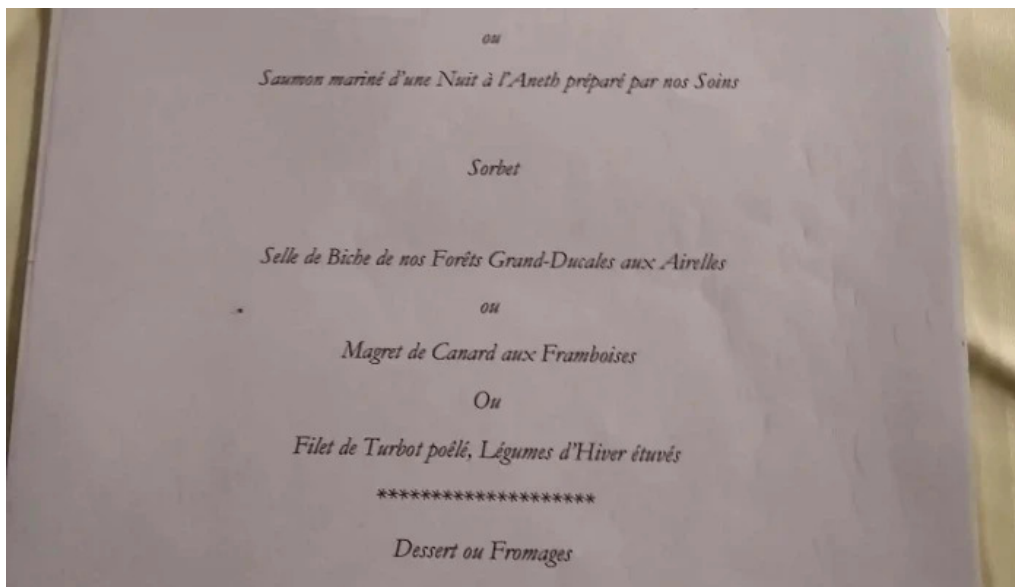 ou
Saumon mariné d'une Nuit à l'Aneth préparé par nos Soins
Sorbet
Selle de Biche de nos Forêts Grand-Ducales aux Airelles
ou
Magret de Canard aux Framboises
Ou
Filet de Turbot poêlé, Légumes d'Hiver étuvés
********************
Dessert ou Fromages